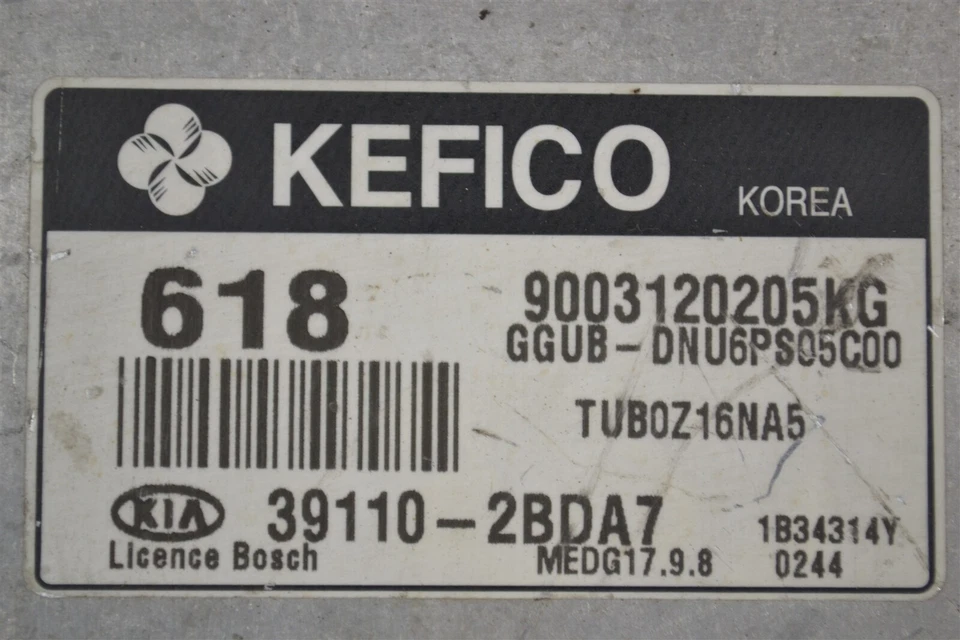 KEFICO KOREA
618
9003120205KG
GGUB-DNU6PS05C00
TUB0Z16NA5
KIA 39110-2BDA7
1B34314Y
Licence Bosch MEDG17.9.8 0244